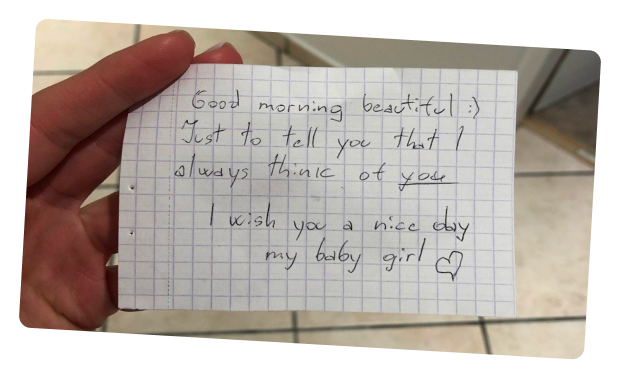 Good morning beautiful :)
Just to tell you that I
always think of you
I wish you a nice day
my baby girl ♡